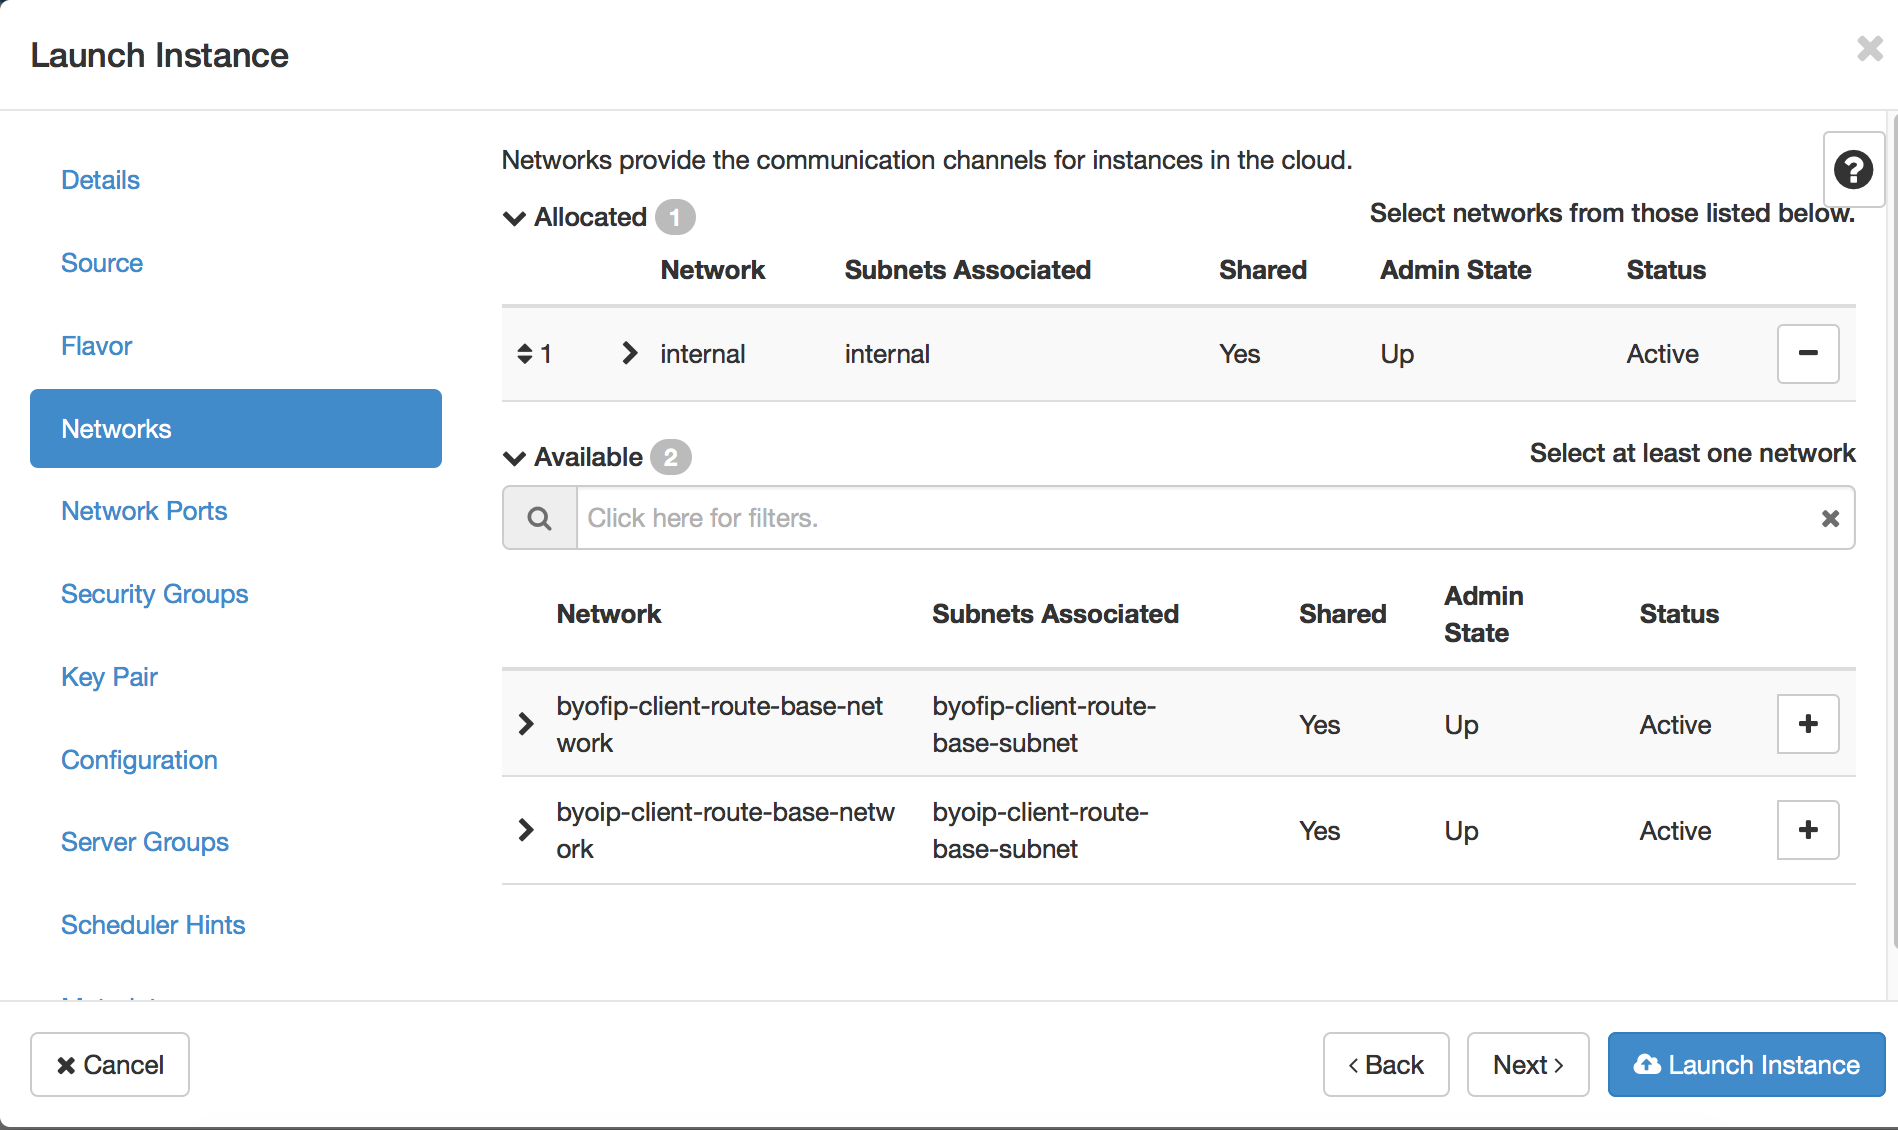 Launch Instance
Details
Source
Flavor
Networks
Network Ports
Security Groups
Key Pair
Configuration
Server Groups
Scheduler Hints
Networks provide the communication channels for instances in the cloud.
Allocated 1
Select networks from those listed below.
Network Subnets Associated Shared Admin State Status
1 internal internal Yes Up Active
Available 2
Select at least one network
Click here for filters.
Network Subnets Associated Shared Admin State Status
byofip-client-route-base-net
work
byofip-client-route-
base-subnet
Yes Up Active
byoip-client-route-base-netw
ork
byoip-client-route-
base-subnet
Yes Up Active
Cancel
Back
Next
Launch Instance